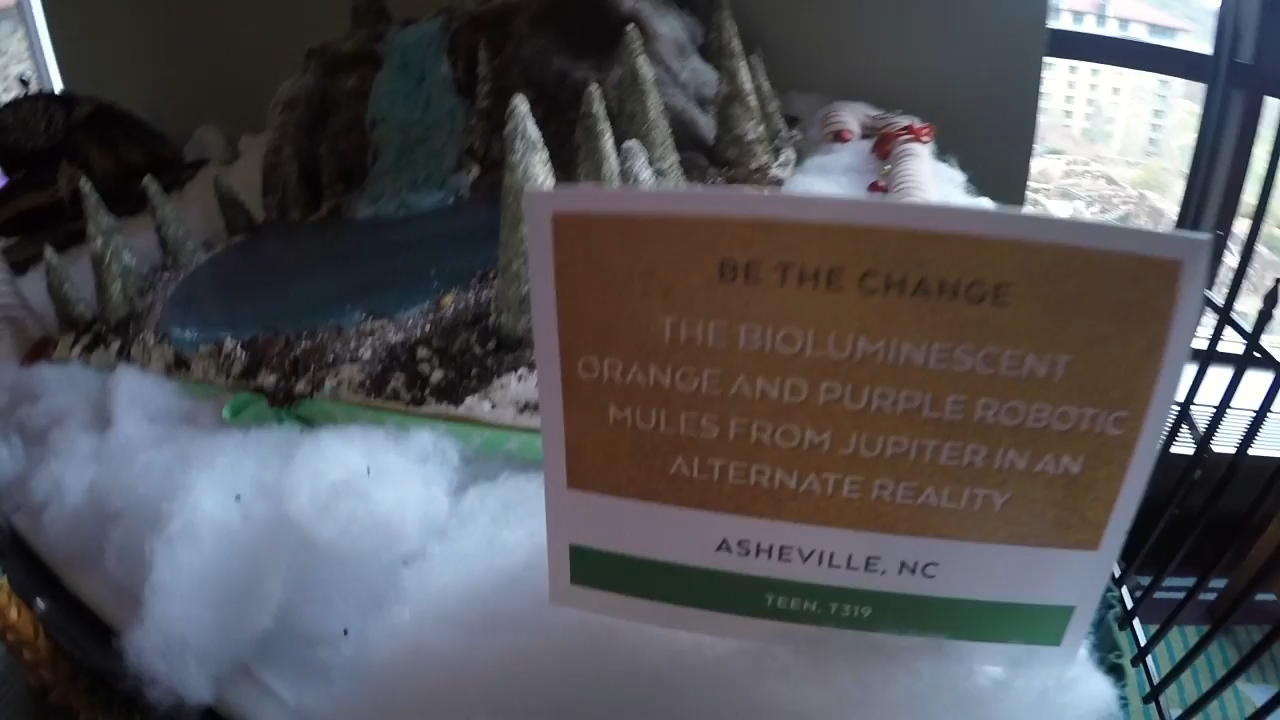 BE THE CHANGE
THE BIOLUMINESCENT
ORANGE AND PURPLE ROBOTIC
MULES FROM JUPITER IN AN
ALTERNATE REALITY
ASHEVILLE, NC
TEEN, T319